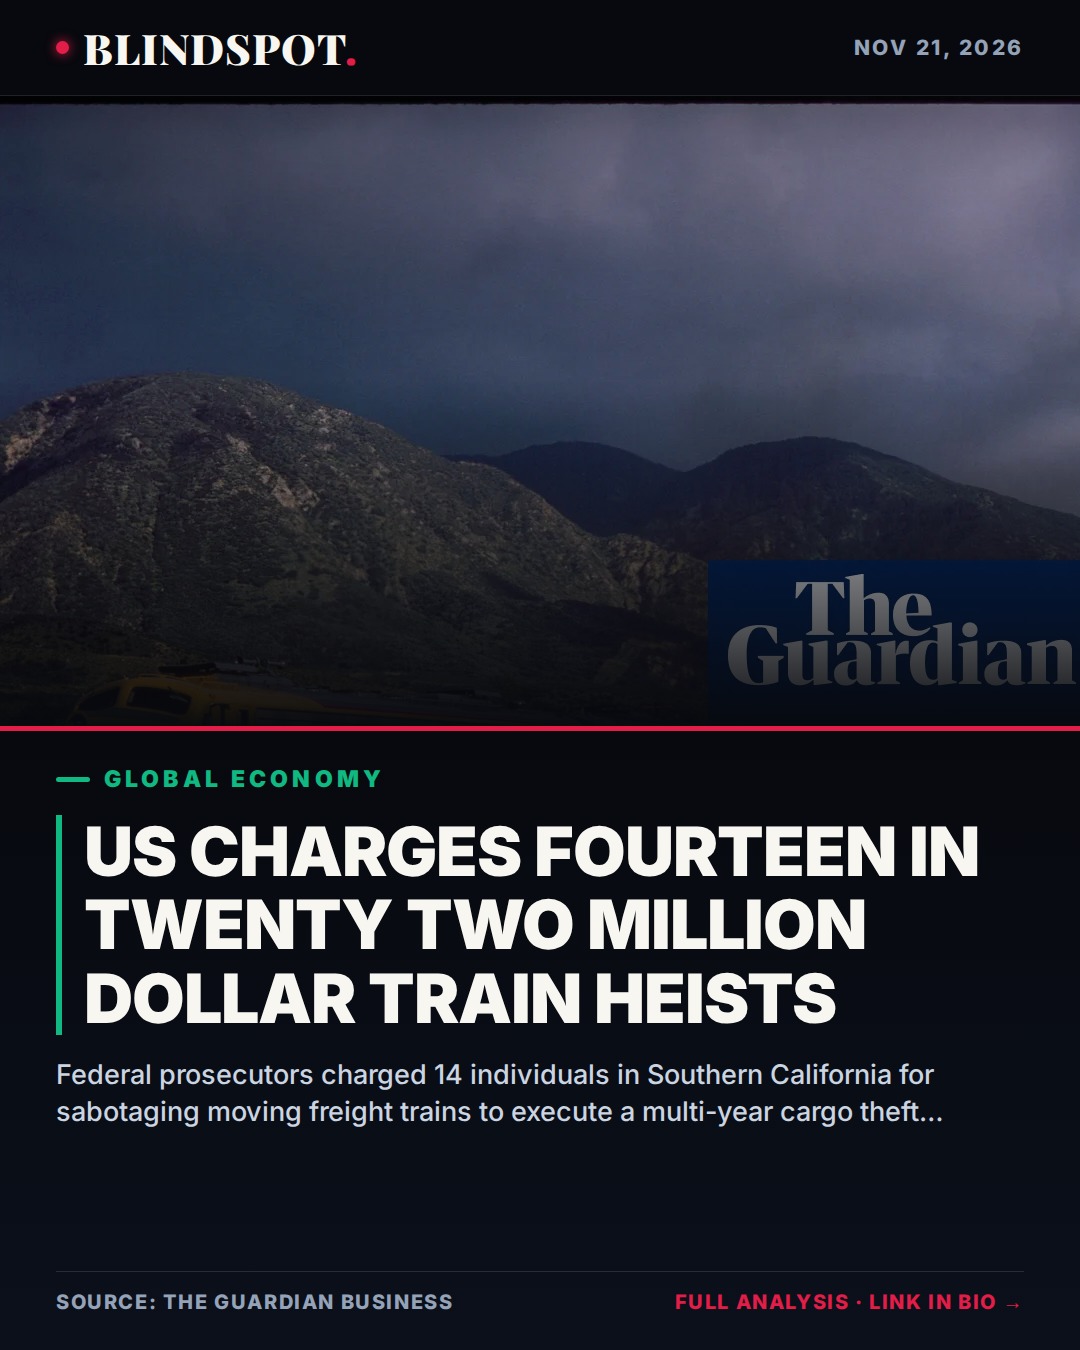 BLINDSPOT.
NOV 21, 2026
The
Guardian
GLOBAL ECONOMY
US CHARGES FOURTEEN IN
TWENTY TWO MILLION
DOLLAR TRAIN HEISTS
Federal prosecutors charged 14 individuals in Southern California for
sabotaging moving freight trains to execute a multi-year cargo theft...
SOURCE: THE GUARDIAN BUSINESS
FULL ANALYSIS · LINK IN BIO →